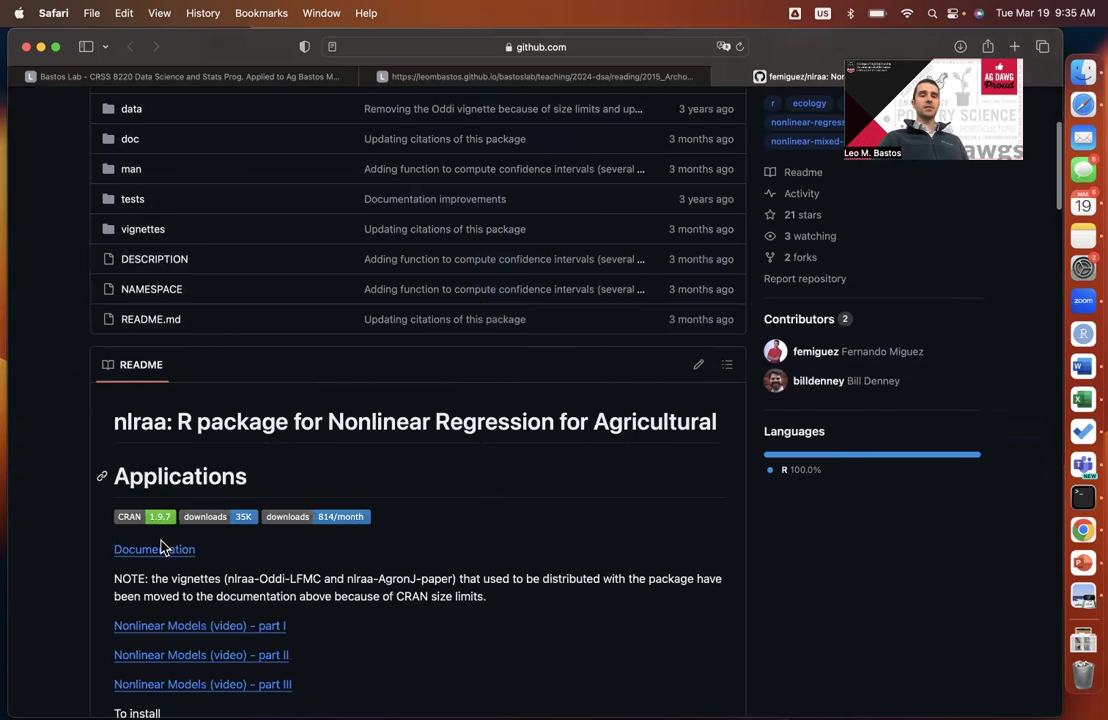 Safari File Edit View History Bookmarks Window Help US Tue Mar 19 9:35 AM
github.com
Bastos Lab - CRSS 8220 Data Science and Stats Prog. Applied to Ag Bastos M...
https://leombastos.github.io/bastoslab/teaching/2024-dsa/reading/2015_Archo...
femiguez/nlraa: Nor
data Removing the Oddi vignette because of size limits and up... 3 years ago
doc Updating citations of this package 3 months ago
man Adding function to compute confidence intervals (several ... 3 months ago
tests Documentation improvements 3 years ago
vignettes Updating citations of this package 3 months ago
DESCRIPTION Adding function to compute confidence intervals (several ... 3 months ago
NAMESPACE Adding function to compute confidence intervals (several ... 3 months ago
README.md Updating citations of this package 3 months ago
README
nlraa: R package for Nonlinear Regression for Agricultural
Applications
CRAN 1.9.7 downloads 35K downloads 814/month
Documentation
NOTE: the vignettes (nlraa-Oddi-LFMC and nlraa-AgronJ-paper) that used to be distributed with the package have
been moved to the documentation above because of CRAN size limits.
Nonlinear Models (video) - part I
Nonlinear Models (video) - part II
Nonlinear Models (video) - part III
To install
r ecology
nonlinear-regress
nonlinear-mixed-
Readme
Activity
21 stars
3 watching
2 forks
Report repository
Contributors 2
femiguez Fernando Miguez
billdenney Bill Denney
Languages
R 100.0%
AG DAWG
Proud
SCIENCE
HORTICULTURE
Leo M. Bastos
6
MAR 6
19
2
zoom
R
NEW